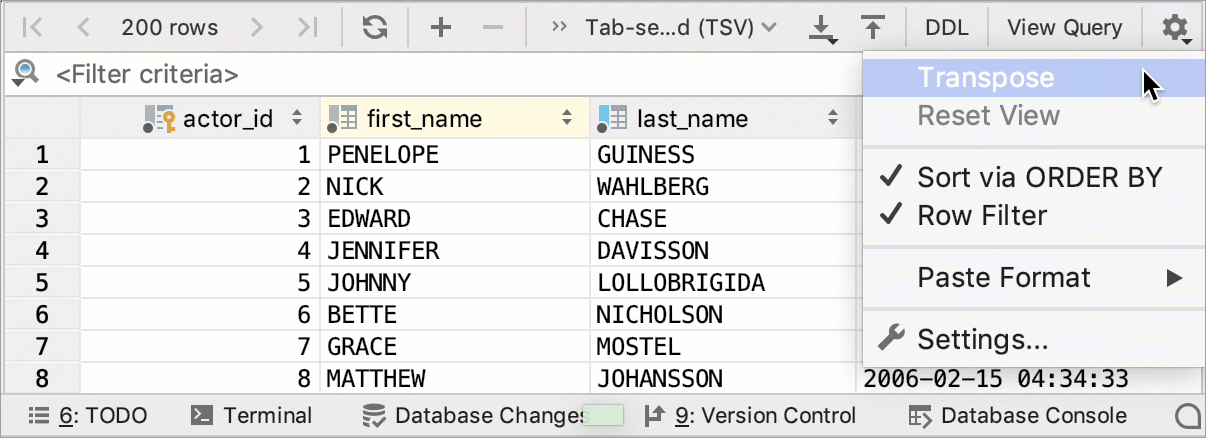 200 rows Tab-se...d (TSV) DDL View Query
<Filter criteria>
Transpose
Reset View
Sort via ORDER BY
Row Filter
Paste Format
Settings...
actor_id first_name last_name
1 1 PENELOPE GUINESS
2 2 NICK WAHLBERG
3 3 EDWARD CHASE
4 4 JENNIFER DAVISSON
5 5 JOHNNY LOLLOBRIGIDA
6 6 BETTE NICHOLSON
7 7 GRACE MOSTEL
8 8 MATTHEW JOHANSSON 2006-02-15 04:34:33
6: TODO Terminal Database Changes 9: Version Control Database Console